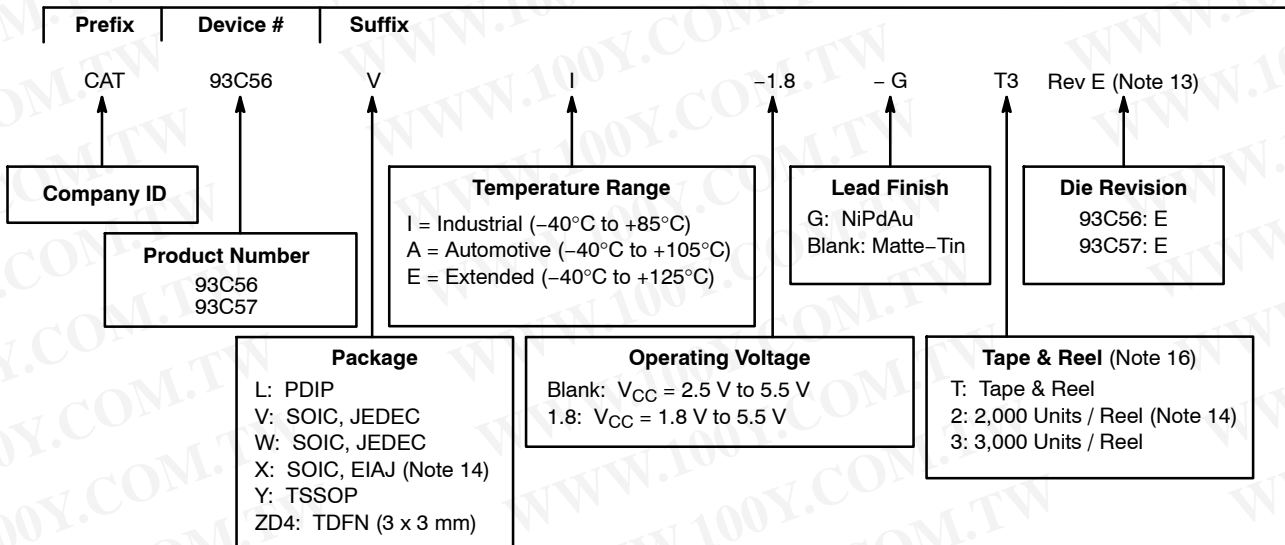 Prefix Device # Suffix
CAT 93C56 V I −1.8 − G T3 Rev E (Note 13)
Company ID
Product Number
93C56
93C57
Temperature Range
I = Industrial (−40°C to +85°C)
A = Automotive (−40°C to +105°C)
E = Extended (−40°C to +125°C)
Lead Finish
G: NiPdAu
Blank: Matte−Tin
Die Revision
93C56: E
93C57: E
Package
L: PDIP
V: SOIC, JEDEC
W: SOIC, JEDEC
X: SOIC, EIAJ (Note 14)
Y: TSSOP
ZD4: TDFN (3 x 3 mm)
Operating Voltage
Blank: VCC = 2.5 V to 5.5 V
1.8: VCC = 1.8 V to 5.5 V
Tape & Reel (Note 16)
T: Tape & Reel
2: 2,000 Units / Reel (Note 14)
3: 3,000 Units / Reel
WWW.100Y.COM.TW